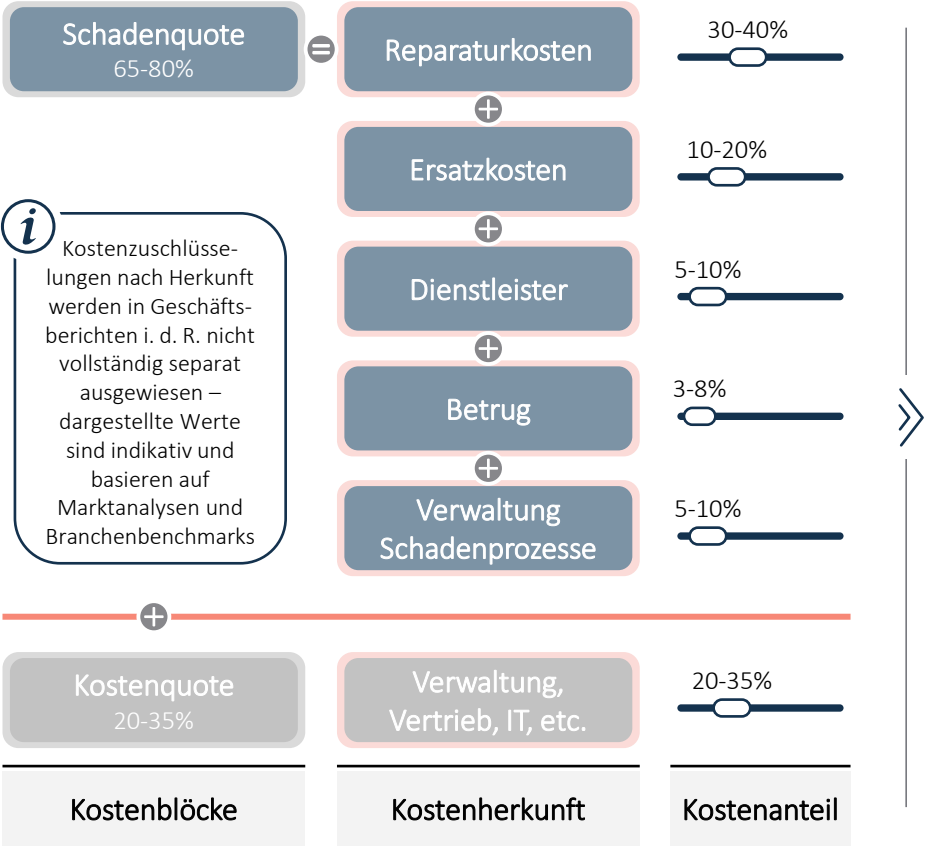 Schadenquote
65-80%
=
Reparaturkosten
30-40%
+
Ersatzkosten
10-20%
+
Dienstleister
5-10%
+
Betrug
3-8%
+
Verwaltung
Schadenprozesse
5-10%
i
Kostenzuschlüsse-
lungen nach Herkunft
werden in Geschäfts-
berichten i. d. R. nicht
vollständig separat
ausgewiesen –
dargestellte Werte
sind indikativ und
basieren auf
Marktanalysen und
Branchenbenchmarks
+
Kostenquote
20-35%
Verwaltung,
Vertrieb, IT, etc.
20-35%
Kostenblöcke
Kostenherkunft
Kostenanteil